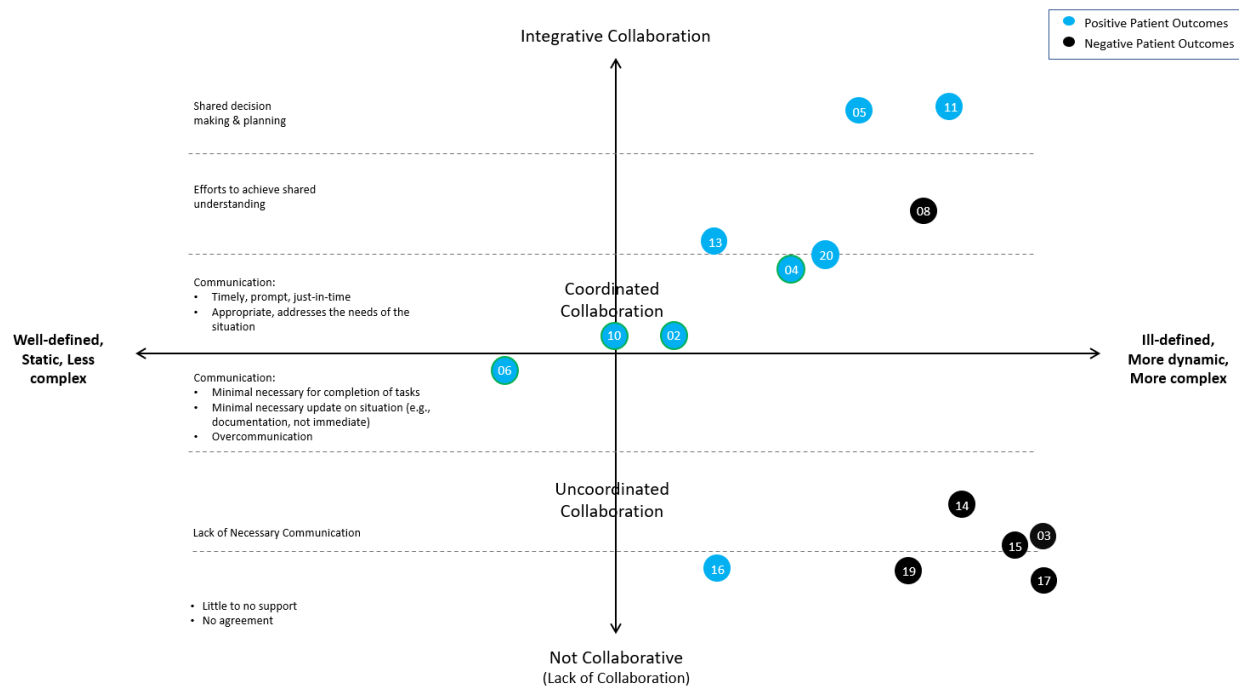 Positive Patient Outcomes
Negative Patient Outcomes
Integrative Collaboration
Shared decision
making & planning
05
11
Efforts to achieve shared
understanding
08
13
20
04
Communication:
• Timely, prompt, just-in-time
• Appropriate, addresses the needs of the
situation
Coordinated
Collaboration
10
02
Well-defined,
Static, Less
complex
Ill-defined,
More dynamic,
More complex
06
Communication:
• Minimal necessary for completion of tasks
• Minimal necessary update on situation (e.g.,
documentation, not immediate)
• Overcommunication
Uncoordinated
Collaboration
14
Lack of Necessary Communication
03
15
16
19
17
• Little to no support
• No agreement
Not Collaborative
(Lack of Collaboration)